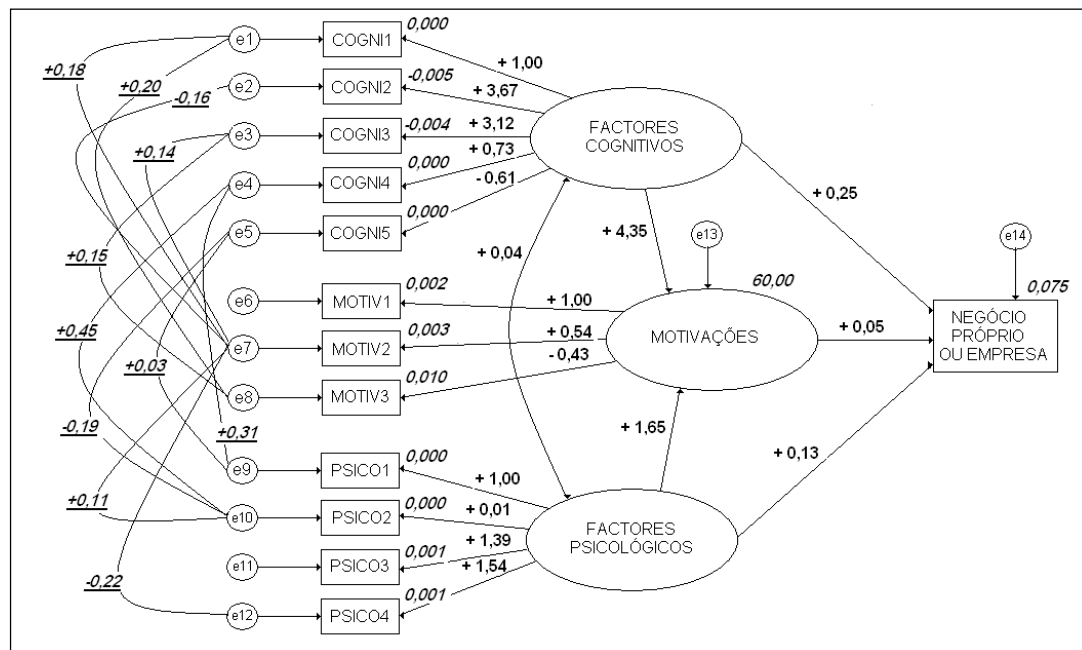 e1
COGNI1
0,000
+0,18
+0,20
-0,16
+ 1,00
e2
COGNI2
-0,005
+ 3,67
e3
COGNI3
-0,004
+ 3,12
FACTORES
COGNITIVOS
+0,14
+ 0,73
e4
COGNI4
0,000
- 0,61
+ 0,25
e5
COGNI5
0,000
+ 4,35
e13
e14
+0,15
+ 0,04
60,00
0,075
e6
MOTIV1
0,002
+ 1,00
NEGÓCIO
PRÓPRIO
OU EMPRESA
+0,45
e7
MOTIV2
0,003
+ 0,54
MOTIVAÇÕES
+ 0,05
- 0,43
+0,03
e8
MOTIV3
0,010
-0,19
+0,31
+ 1,65
+ 0,13
e9
PSICO1
0,000
+ 1,00
+0,11
e10
PSICO2
0,000
+ 0,01
FACTORES
PSICOLÓGICOS
+ 1,39
e11
PSICO3
0,001
+ 1,54
-0,22
e12
PSICO4
0,001